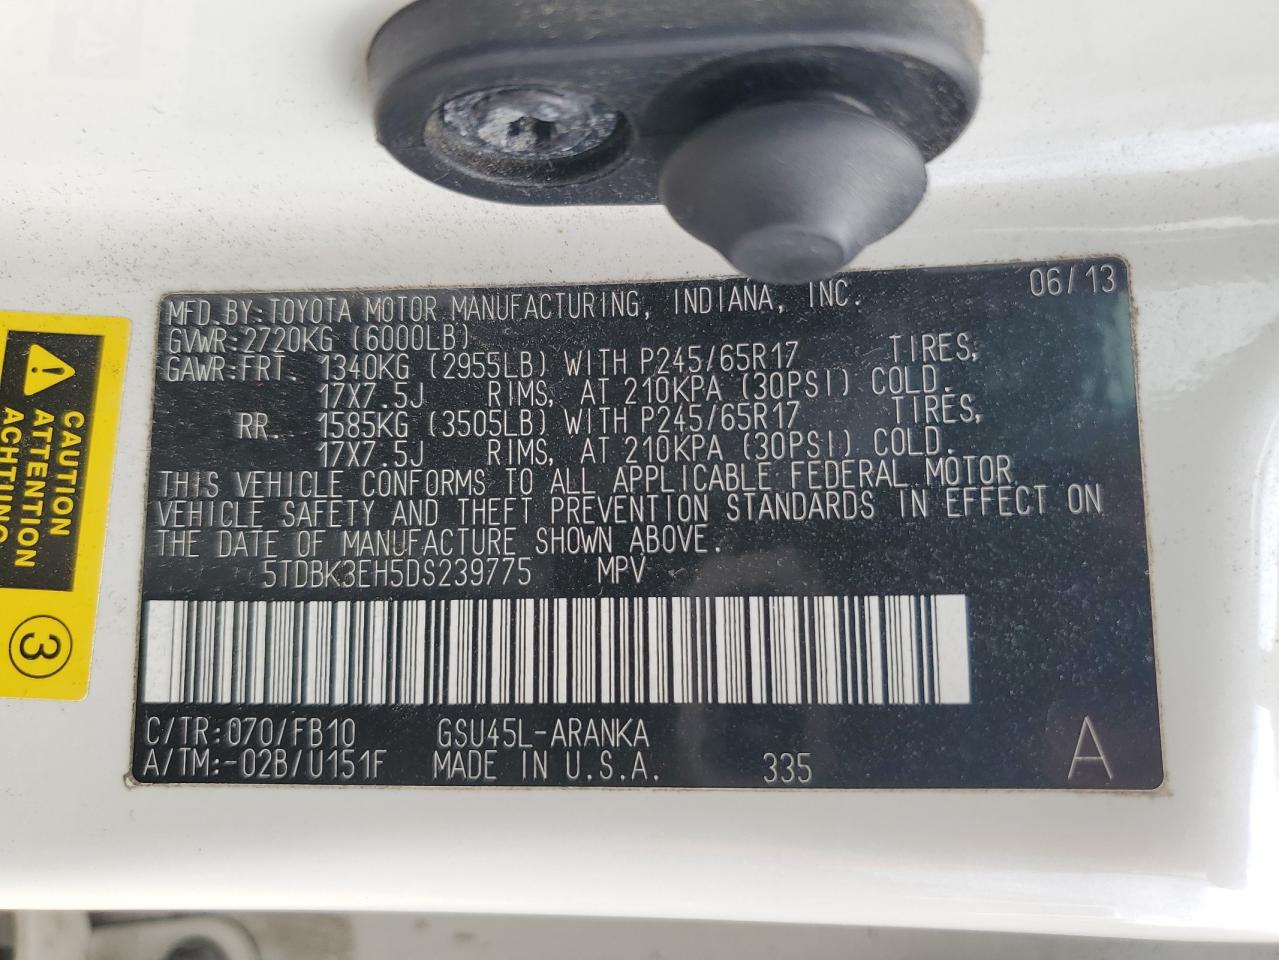 MFD. BY: TOYOTA MOTOR MANUFACTURING, INDIANA, INC. 06/13
GVWR: 2720KG (6000LB)
GAWR: FRT. 1340KG (2955LB) WITH P245/65R17 TIRES,
17X7.5J RIMS, AT 210KPA (30PSI) COLD.
RR. 1585KG (3505LB) WITH P245/65R17 TIRES,
17X7.5J RIMS, AT 210KPA (30PSI) COLD.
THIS VEHICLE CONFORMS TO ALL APPLICABLE FEDERAL MOTOR
VEHICLE SAFETY AND THEFT PREVENTION STANDARDS IN EFFECT ON
THE DATE OF MANUFACTURE SHOWN ABOVE.
5TDBK3EH5DS239775 MPV
C/TR: 070/FB10 GSU45L-ARANKA
A/TM: -02B/U151F MADE IN U.S.A. 335 A
CAUTION
ATTENTION
ACHTUNG
3